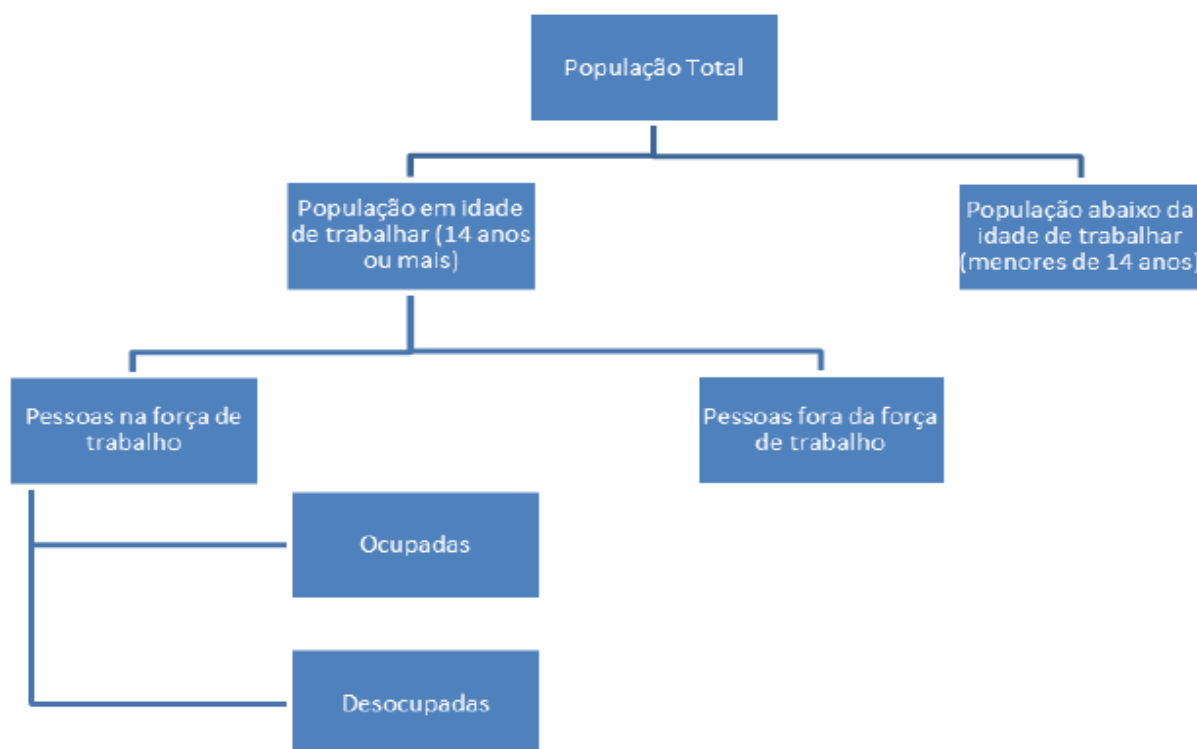 População Total
População em idade
de trabalhar (14 anos
ou mais)
População abaixo da
idade de trabalhar
(menores de 14 anos)
Pessoas na força de
trabalho
Pessoas fora da força
de trabalho
Ocupadas
Desocupadas